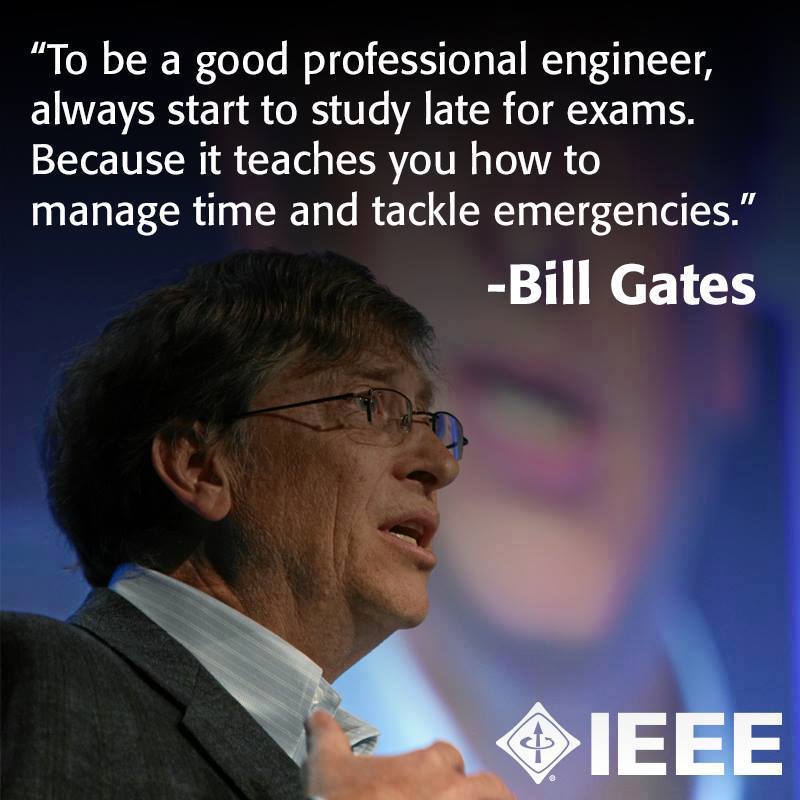 “To be a good professional engineer,
always start to study late for exams.
Because it teaches you how to
manage time and tackle emergencies.”
-Bill Gates
IEEE